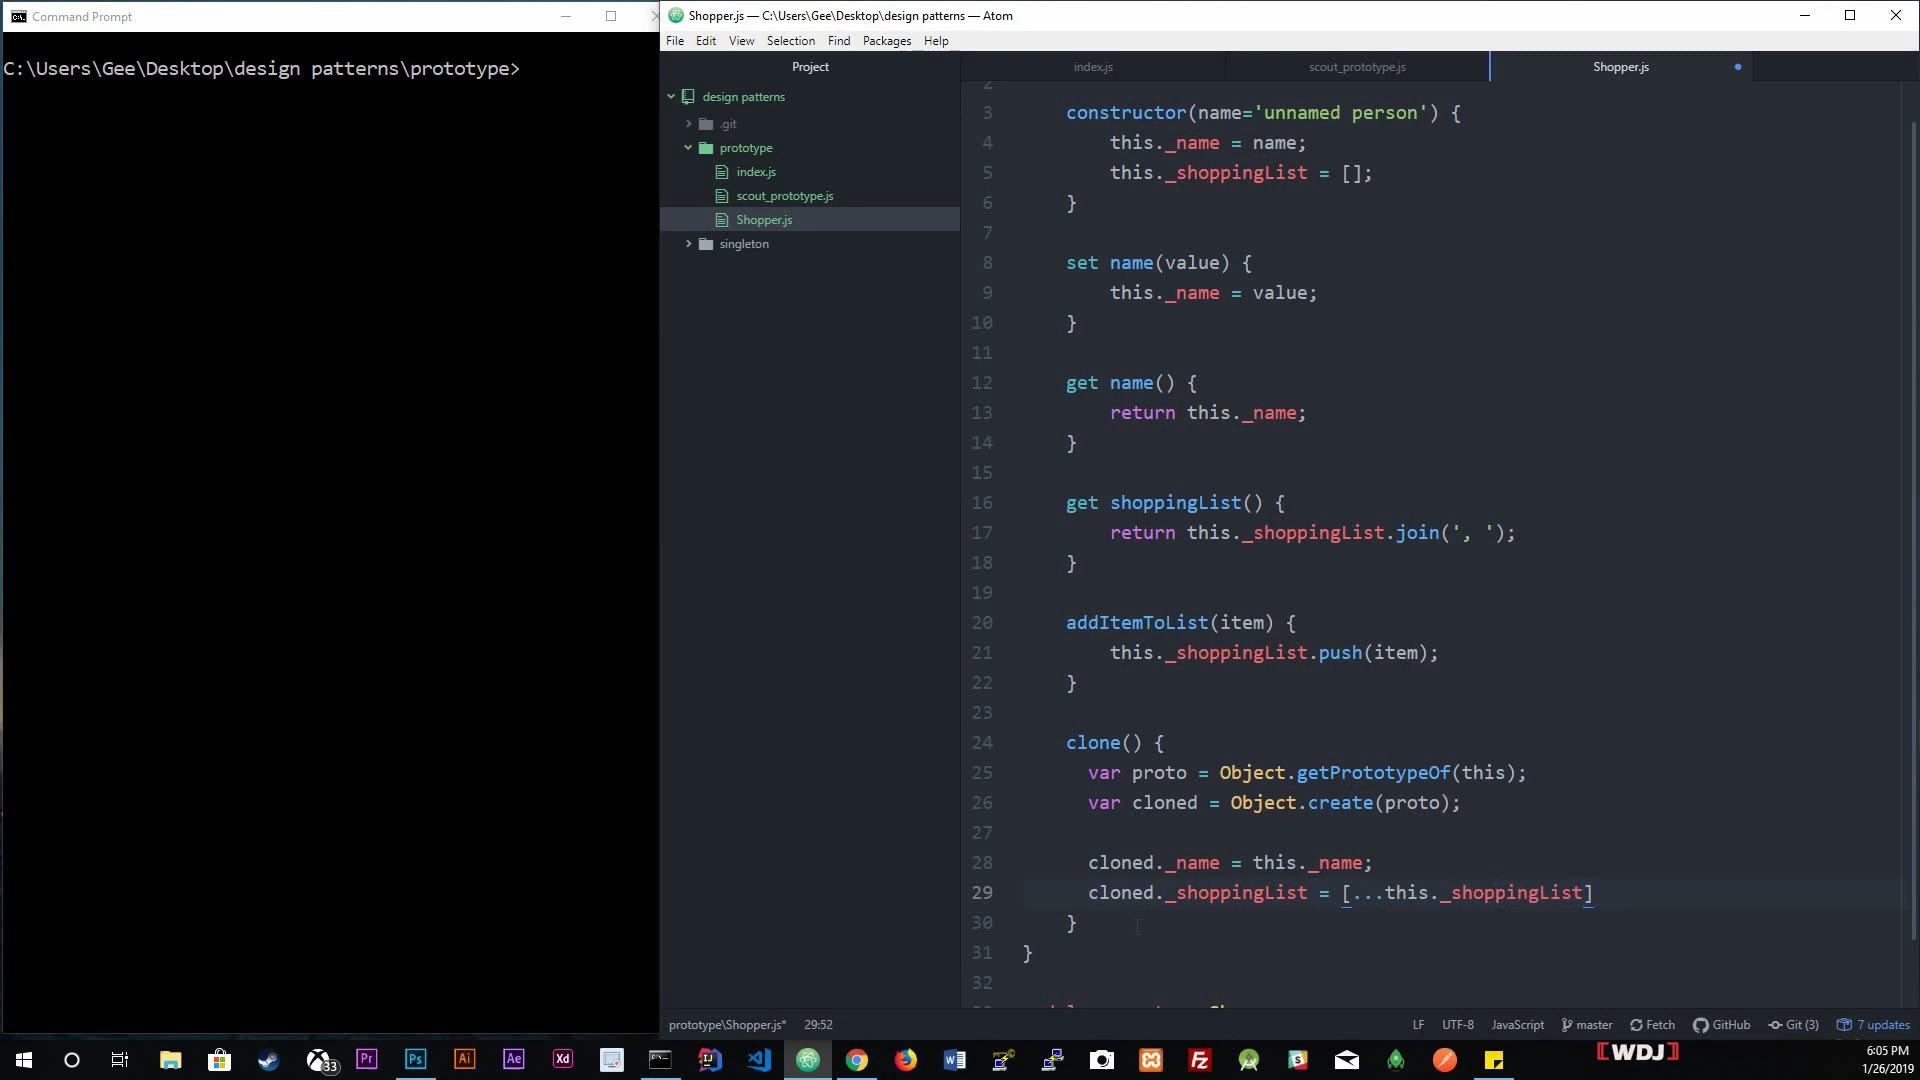 Command Prompt
C:\Users\Gee\Desktop\design patterns\prototype>
Shopper.js — C:\Users\Gee\Desktop\design patterns — Atom
File Edit View Selection Find Packages Help
Project
design patterns
.git
prototype
index.js
scout_prototype.js
Shopper.js
singleton
index.js scout_prototype.js Shopper.js
2
3 constructor(name='unnamed person') {
4 this._name = name;
5 this._shoppingList = [];
6 }
7
8 set name(value) {
9 this._name = value;
10 }
11
12 get name() {
13 return this._name;
14 }
15
16 get shoppingList() {
17 return this._shoppingList.join(', ');
18 }
19
20 addItemToList(item) {
21 this._shoppingList.push(item);
22 }
23
24 clone() {
25 var proto = Object.getPrototypeOf(this);
26 var cloned = Object.create(proto);
27
28 cloned._name = this._name;
29 cloned._shoppingList = [...this._shoppingList]
30 }
31 }
32
prototype\Shopper.js* 29:52 LF UTF-8 JavaScript master Fetch GitHub Git (3) 7 updates
33 Pr Ps Ai Ae Xd [WDJ] 6:05 PM
1/26/2019